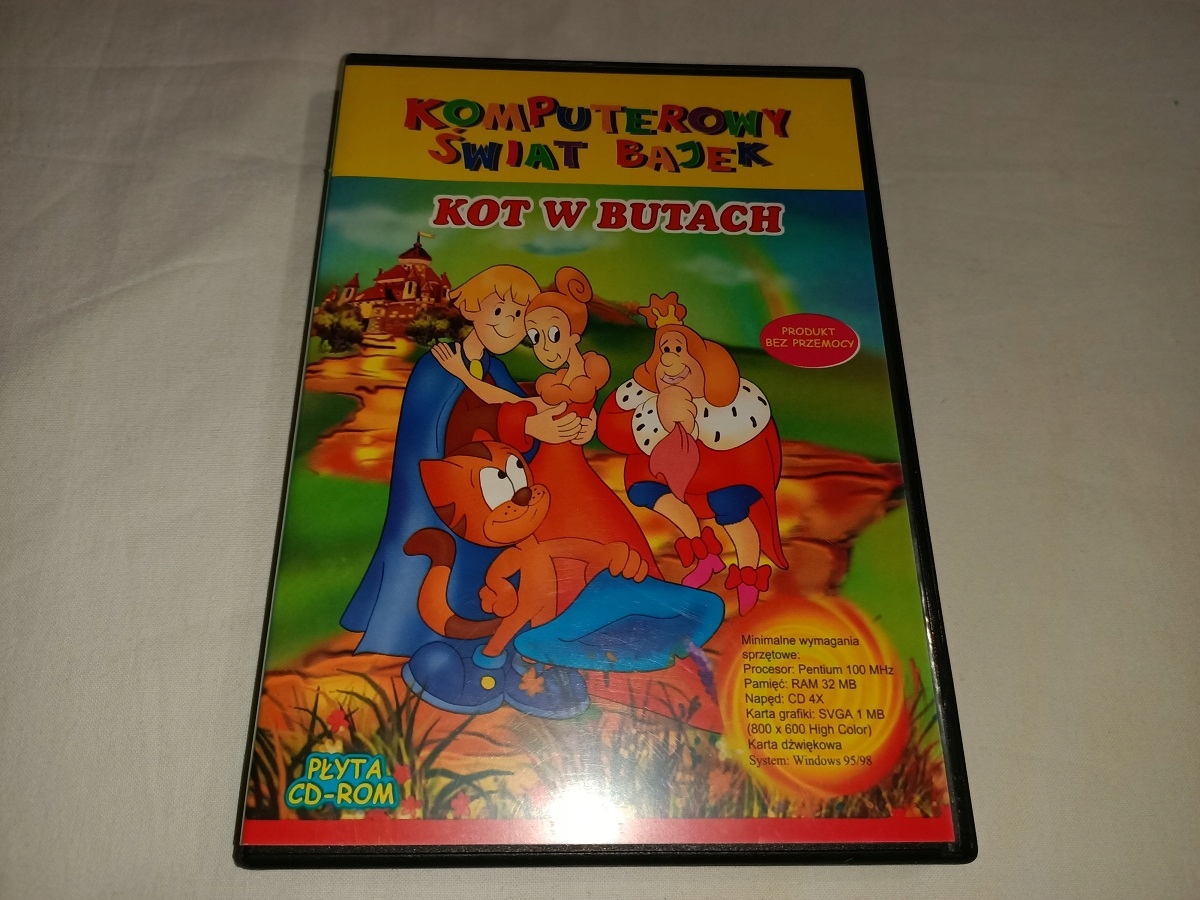 KOMPUTEROWY
ŚWIAT BAJEK
KOT W BUTACH
PRODUKT
BEZ PRZEMOCY
Minimalne wymagania
sprzętowe:
Procesor: Pentium 100 MHz
Pamięć: RAM 32 MB
Napęd: CD 4X
Karta grafiki: SVGA 1 MB
(800 x 600 High Color)
Karta dźwiękowa
System: Windows 95/98
PŁYTA
CD-ROM